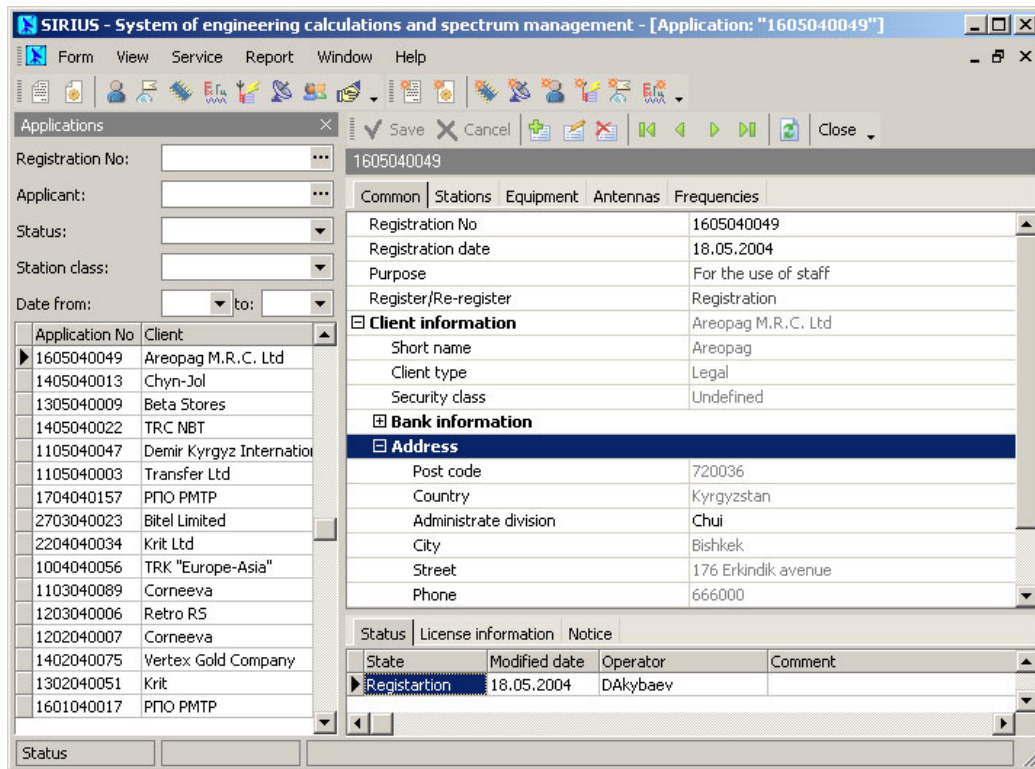 SIRIUS - System of engineering calculations and spectrum management - [Application: "1605040049"]
Form View Service Report Window Help
Applications
Save Cancel Close
Registration No:
Applicant:
Status:
Station class:
Date from: to:
Application No Client
1605040049 Areopag M.R.C. Ltd
1405040013 Chyn-Jol
1305040009 Beta Stores
1405040022 TRC NBT
1105040047 Demir Kyrgyz Internation
1105040003 Transfer Ltd
1704040157 РПО РМТР
2703040023 Bitel Limited
2204040034 Krit Ltd
1004040056 TRK "Europe-Asia"
1103040089 Corneeva
1203040006 Retro RS
1202040007 Corneeva
1402040075 Vertex Gold Company
1302040051 Krit
1601040017 РПО РМТР
1605040049
Common Stations Equipment Antennas Frequencies
Registration No 1605040049
Registration date 18.05.2004
Purpose For the use of staff
Register/Re-register Registration
Client information Areopag M.R.C. Ltd
Short name Areopag
Client type Legal
Security class Undefined
Bank information
Address
Post code 720036
Country Kyrgyzstan
Administrate division Chui
City Bishkek
Street 176 Erkindik avenue
Phone 666000
Status License information Notice
State Modified date Operator Comment
Registartion 18.05.2004 DAkybaev
Status